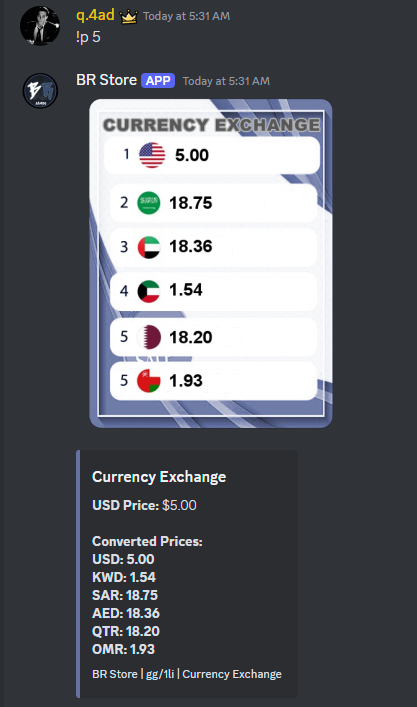 q.4ad Today at 5:31 AM
!p 5
BR Store APP Today at 5:31 AM
CURRENCY EXCHANGE
1 5.00
2 18.75
3 18.36
4 1.54
5 18.20
5 1.93
Currency Exchange
USD Price: $5.00
Converted Prices:
USD: 5.00
KWD: 1.54
SAR: 18.75
AED: 18.36
QTR: 18.20
OMR: 1.93
BR Store | gg/1li | Currency Exchange